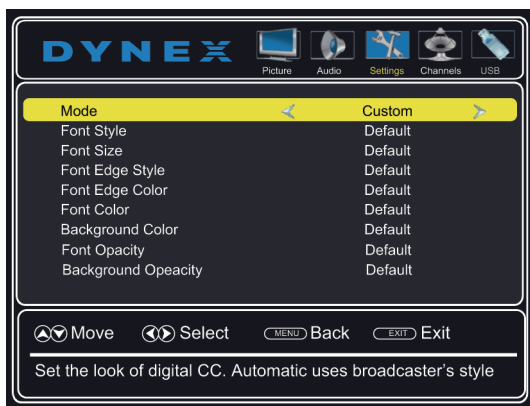 DYNEX
Picture Audio Settings Channels USB
Mode Custom
Font Style Default
Font Size Default
Font Edge Style Default
Font Edge Color Default
Font Color Default
Background Color Default
Font Opacity Default
Background Opeacity Default
Move Select MENU Back EXIT Exit
Set the look of digital CC. Automatic uses broadcaster's style